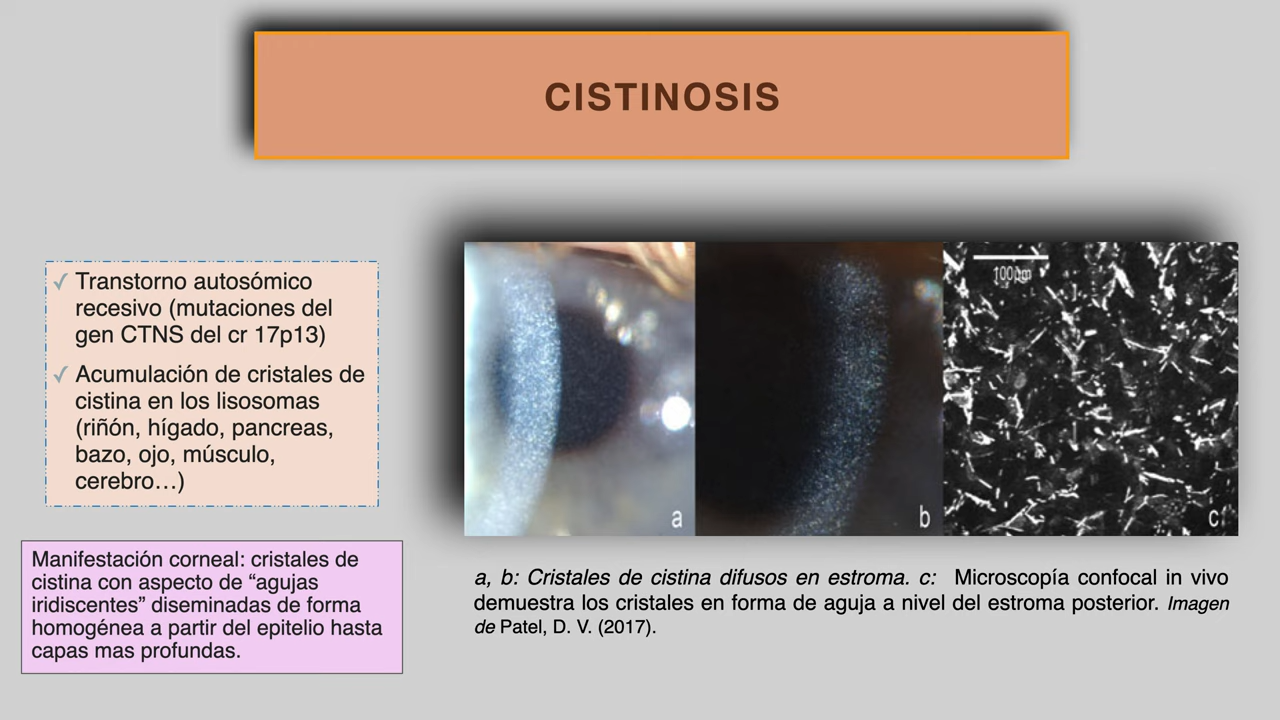 CISTINOSIS
✓ Transtorno autosómico
recesivo (mutaciones del
gen CTNS del cr 17p13)
✓ Acumulación de cristales de
cistina en los lisosomas
(riñón, hígado, pancreas,
bazo, ojo, músculo,
cerebro…)
Manifestación corneal: cristales de
cistina con aspecto de “agujas
iridiscentes” diseminadas de forma
homogénea a partir del epitelio hasta
capas mas profundas.
100μm
a
b
c
a, b: Cristales de cistina difusos en estroma. c: Microscopía confocal in vivo
demuestra los cristales en forma de aguja a nivel del estroma posterior. Imagen
de Patel, D. V. (2017).